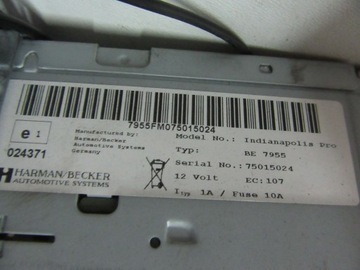 7955FM075015024
e1
024371
Manufactured by:
Harman/Becker
Automotive Systems
Germany
HARMAN/BECKER
AUTOMOTIVE SYSTEMS
Model No.: Indianapolis Pro
Typ: BE 7955
Serial No.: 75015024
12 Volt EC:107
Ityp 1A / Fuse 10A